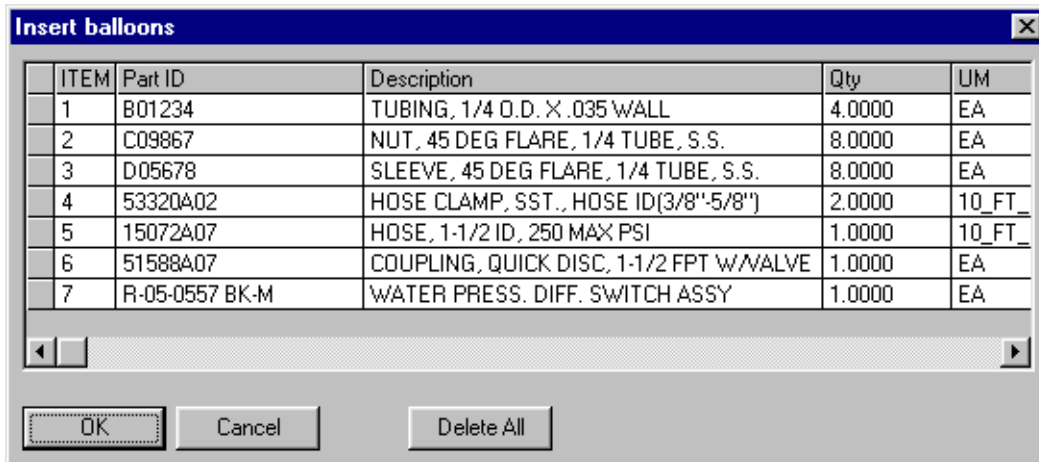 Insert balloons
ITEM Part ID Description Qty UM
1 B01234 TUBING, 1/4 O.D. X .035 WALL 4.0000 EA
2 C09867 NUT, 45 DEG FLARE, 1/4 TUBE, S.S. 8.0000 EA
3 D05678 SLEEVE, 45 DEG FLARE, 1/4 TUBE, S.S. 8.0000 EA
4 53320A02 HOSE CLAMP, SST., HOSE ID(3/8"-5/8") 2.0000 10_FT_
5 15072A07 HOSE, 1-1/2 ID, 250 MAX PSI 1.0000 10_FT_
6 51588A07 COUPLING, QUICK DISC, 1-1/2 FPT W/VALVE 1.0000 EA
7 R-05-0557 BK-M WATER PRESS. DIFF. SWITCH ASSY 1.0000 EA
OK Cancel Delete All